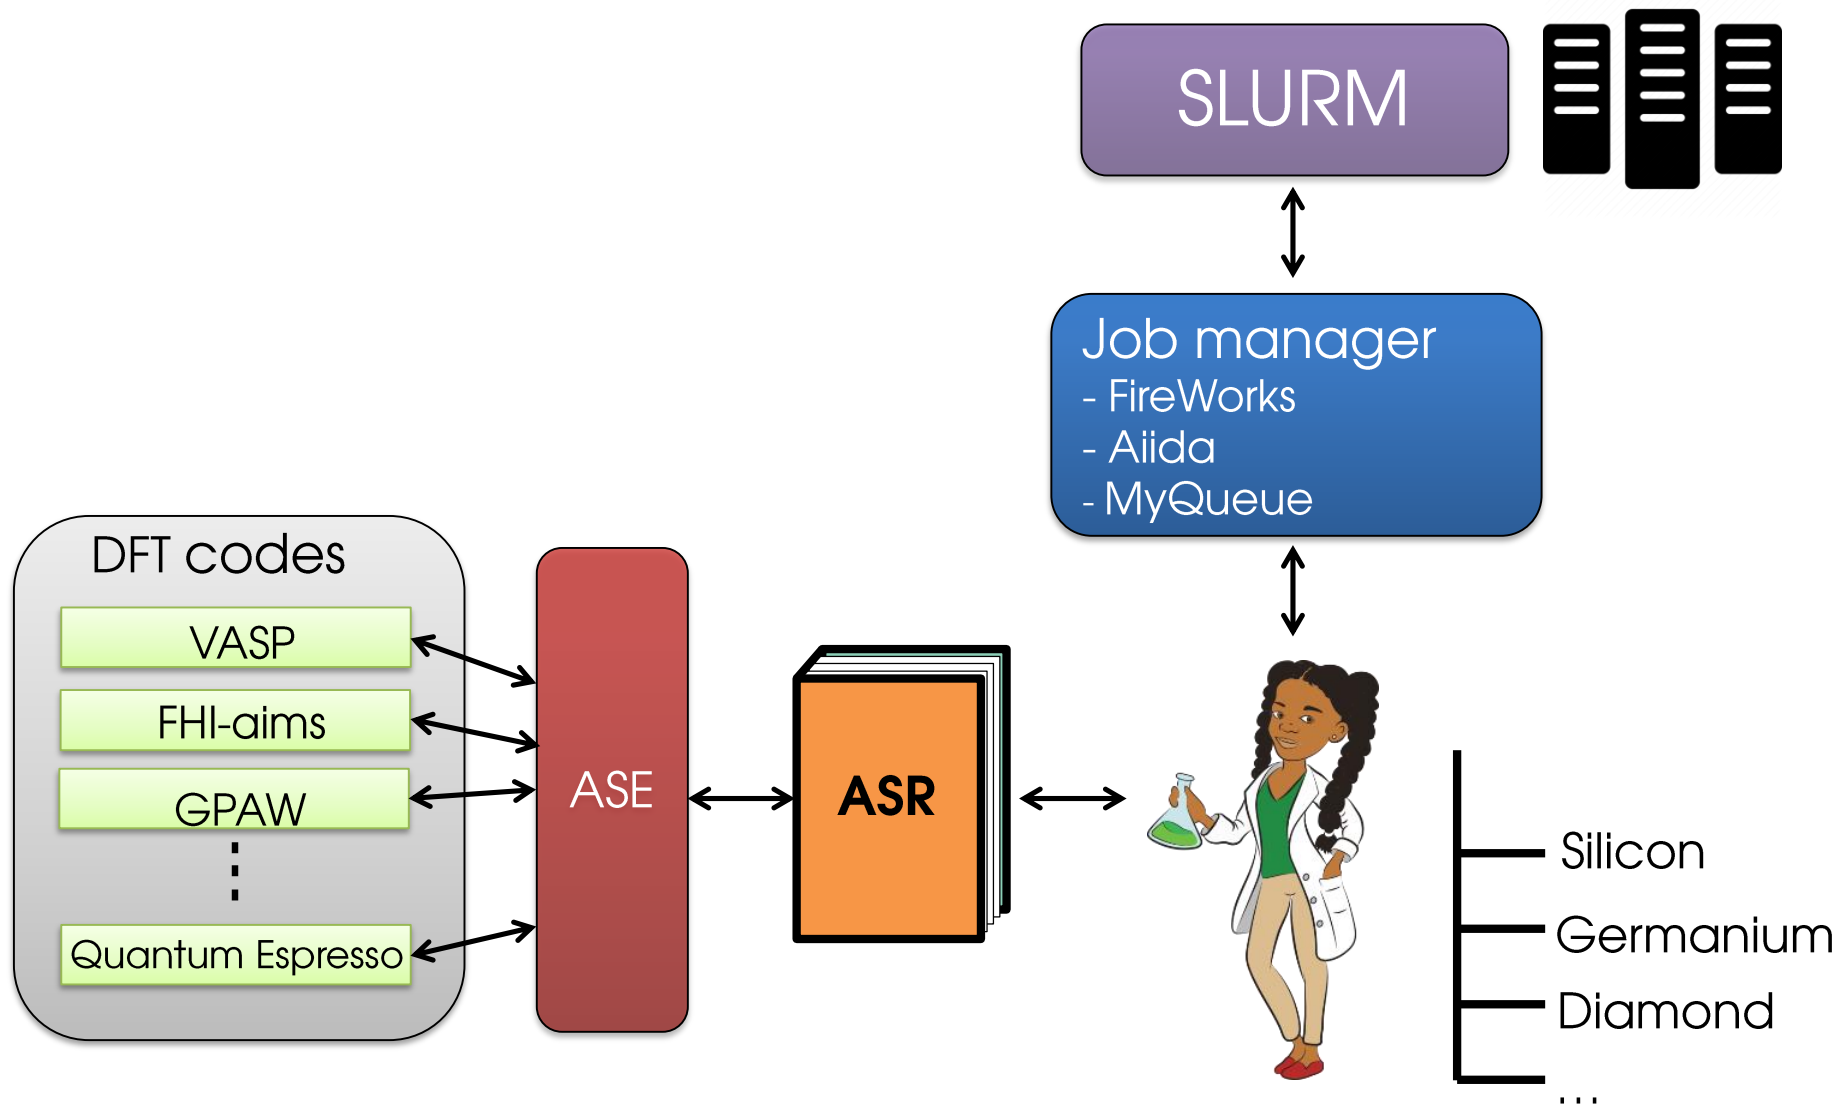 SLURM
Job manager
- FireWorks
- Aiida
- MyQueue
DFT codes
VASP
FHI-aims
GPAW
Quantum Espresso
ASE
ASR
Silicon
Germanium
Diamond
...